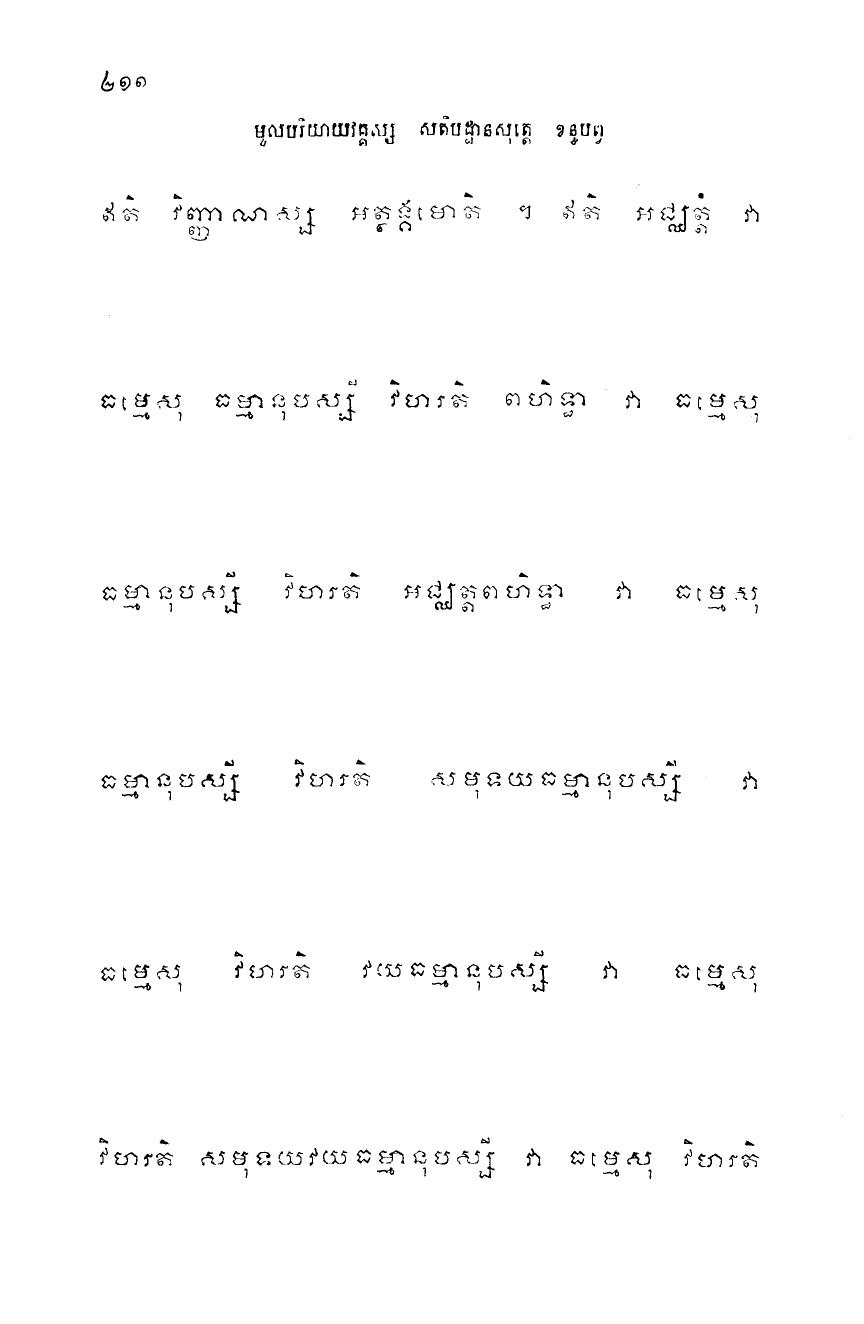 ៤១១
មូលបរិយាយវគ្គស្ស សតិបដ្ឋានសុត្តេ ខន្ធបព្វ
ឥតិ វិញ្ញាណស្ស អត្ថង្គមោតិ ។ ឥតិ អជ្ឈត្តំ វា
ធម្មេសុ ធម្មានុបស្សី វិហរតិ ពហិទ្ធា វា ធម្មេសុ
ធម្មានុបស្សី វិហរតិ អជ្ឈត្តពហិទ្ធា វា ធម្មេសុ
ធម្មានុបស្សី វិហរតិ សមុទយធម្មានុបស្សី វា
ធម្មេសុ វិហរតិ វយធម្មានុបស្សី វា ធម្មេសុ
វិហរតិ សមុទយវយធម្មានុបស្សី វា ធម្មេសុ វិហរតិ